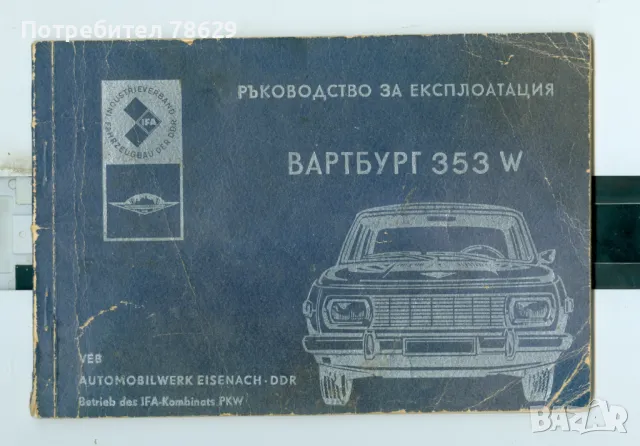 Потребител 78629
INDUSTRIEVERBAND
FAHRZEUGBAU DER DDR
IFA
РЪКОВОДСТВО ЗА ЕКСПЛОАТАЦИЯ
ВАРТБУРГ 353 W
VEB
AUTOMOBILWERK EISENACH-DDR
Betrieb des IFA-Kombinats PKW
bazar.bg